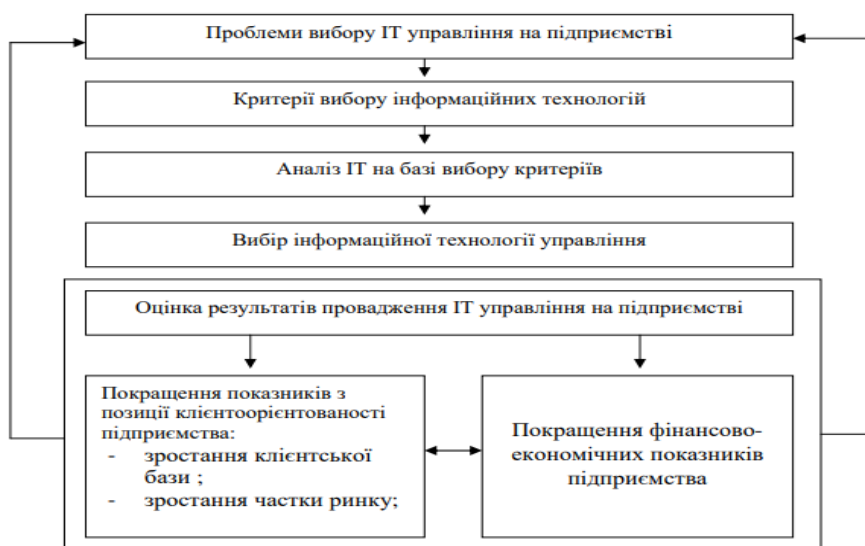 Проблеми вибору ІТ управління на підприємстві
Критерії вибору інформаційних технологій
Аналіз ІТ на базі вибору критеріїв
Вибір інформаційної технології управління
Оцінка результатів провадження ІТ управління на підприємстві
Покращення показників з
позиції клієнтоорієнтованості
підприємства:
- зростання клієнтської
бази ;
- зростання частки ринку;
Покращення фінансово-
економічних показників
підприємства